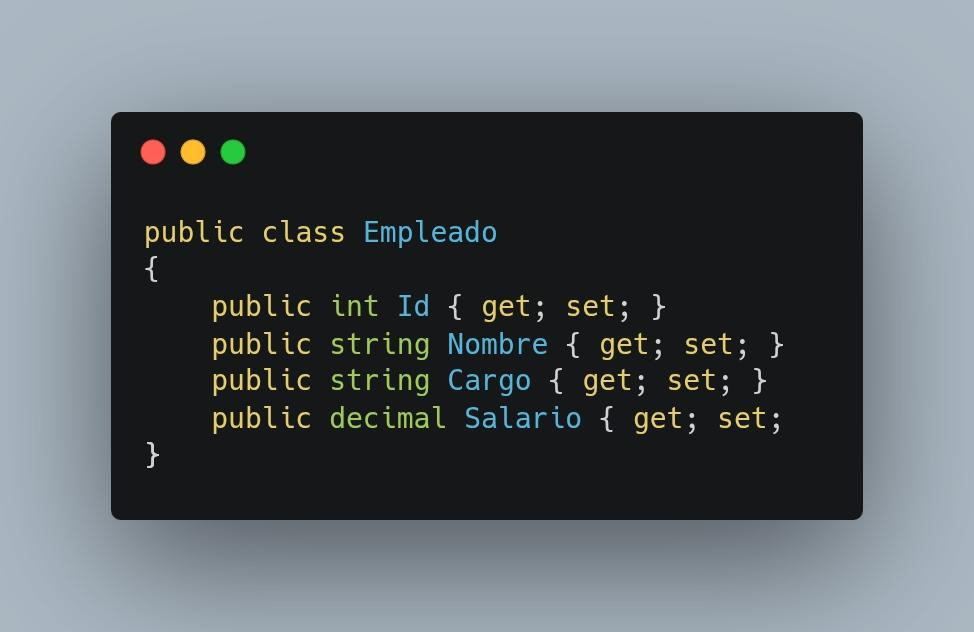 public class Empleado
{
    public int Id { get; set; }
    public string Nombre { get; set; }
    public string Cargo { get; set; }
    public decimal Salario { get; set;
}